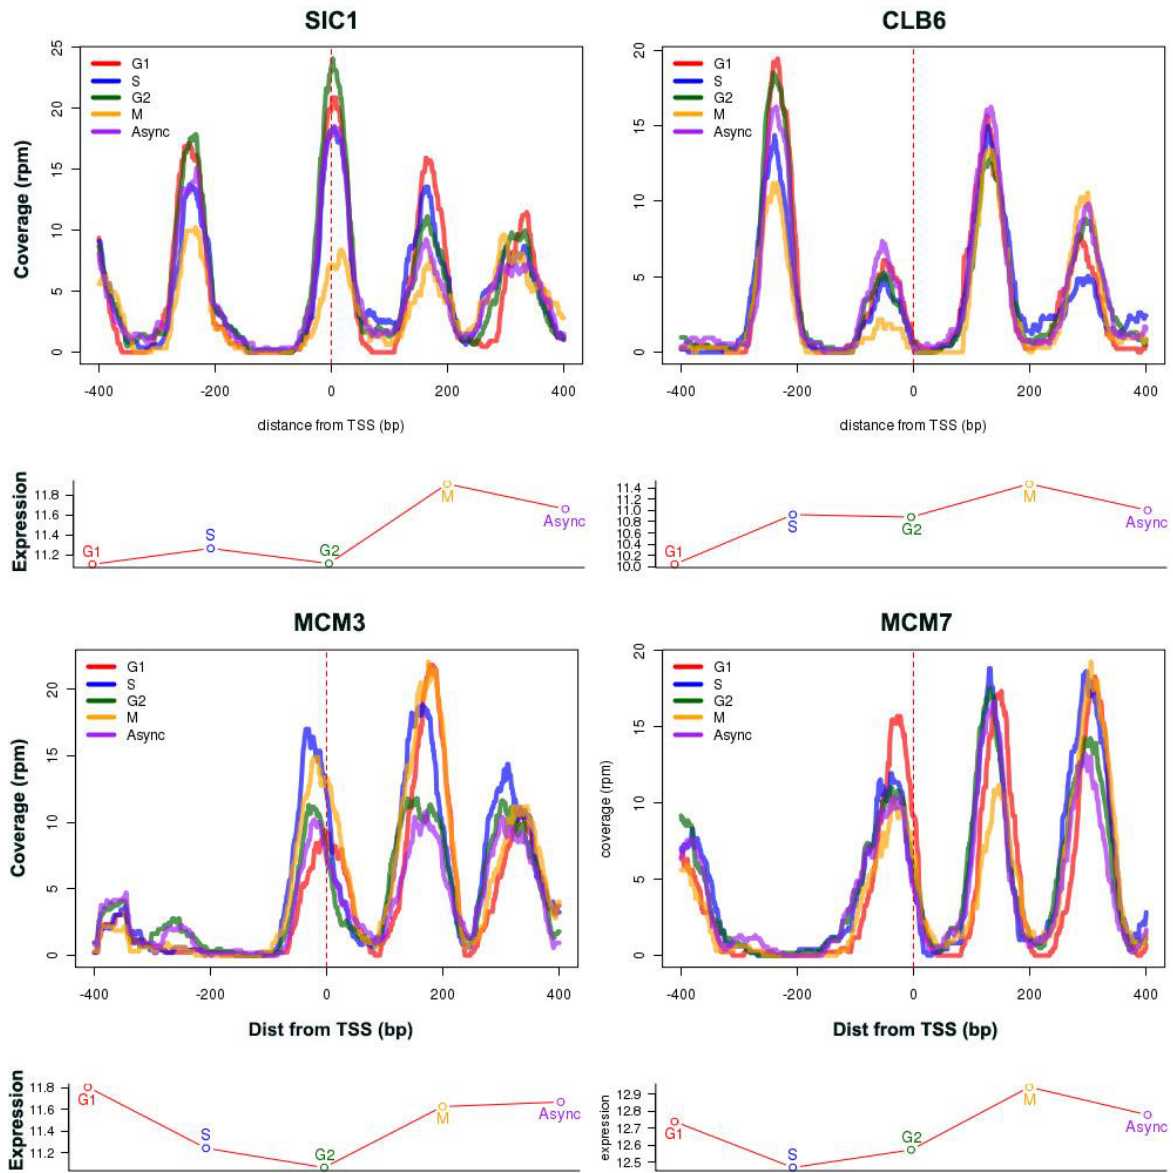 SIC1
CLB6
25
20
15
10
5
0
Coverage (rpm)
G1
S
G2
M
Async
-400
-200
0
200
400
distance from TSS (bp)
20
15
10
5
0
G1
S
G2
M
Async
-400
-200
0
200
400
distance from TSS (bp)
Expression
11.8
11.6
11.4
11.2
G1
S
G2
M
Async
11.4
11.2
11.0
10.8
10.6
10.4
10.2
10.0
G1
S
G2
M
Async
MCM3
MCM7
Coverage (rpm)
20
15
10
5
0
G1
S
G2
M
Async
-400
-200
0
200
400
Dist from TSS (bp)
coverage (rpm)
20
15
10
5
0
G1
S
G2
M
Async
-400
-200
0
200
400
Dist from TSS (bp)
Expression
11.8
11.6
11.4
11.2
G1
S
G2
M
Async
expression
12.9
12.8
12.7
12.6
12.5
G1
S
G2
M
Async